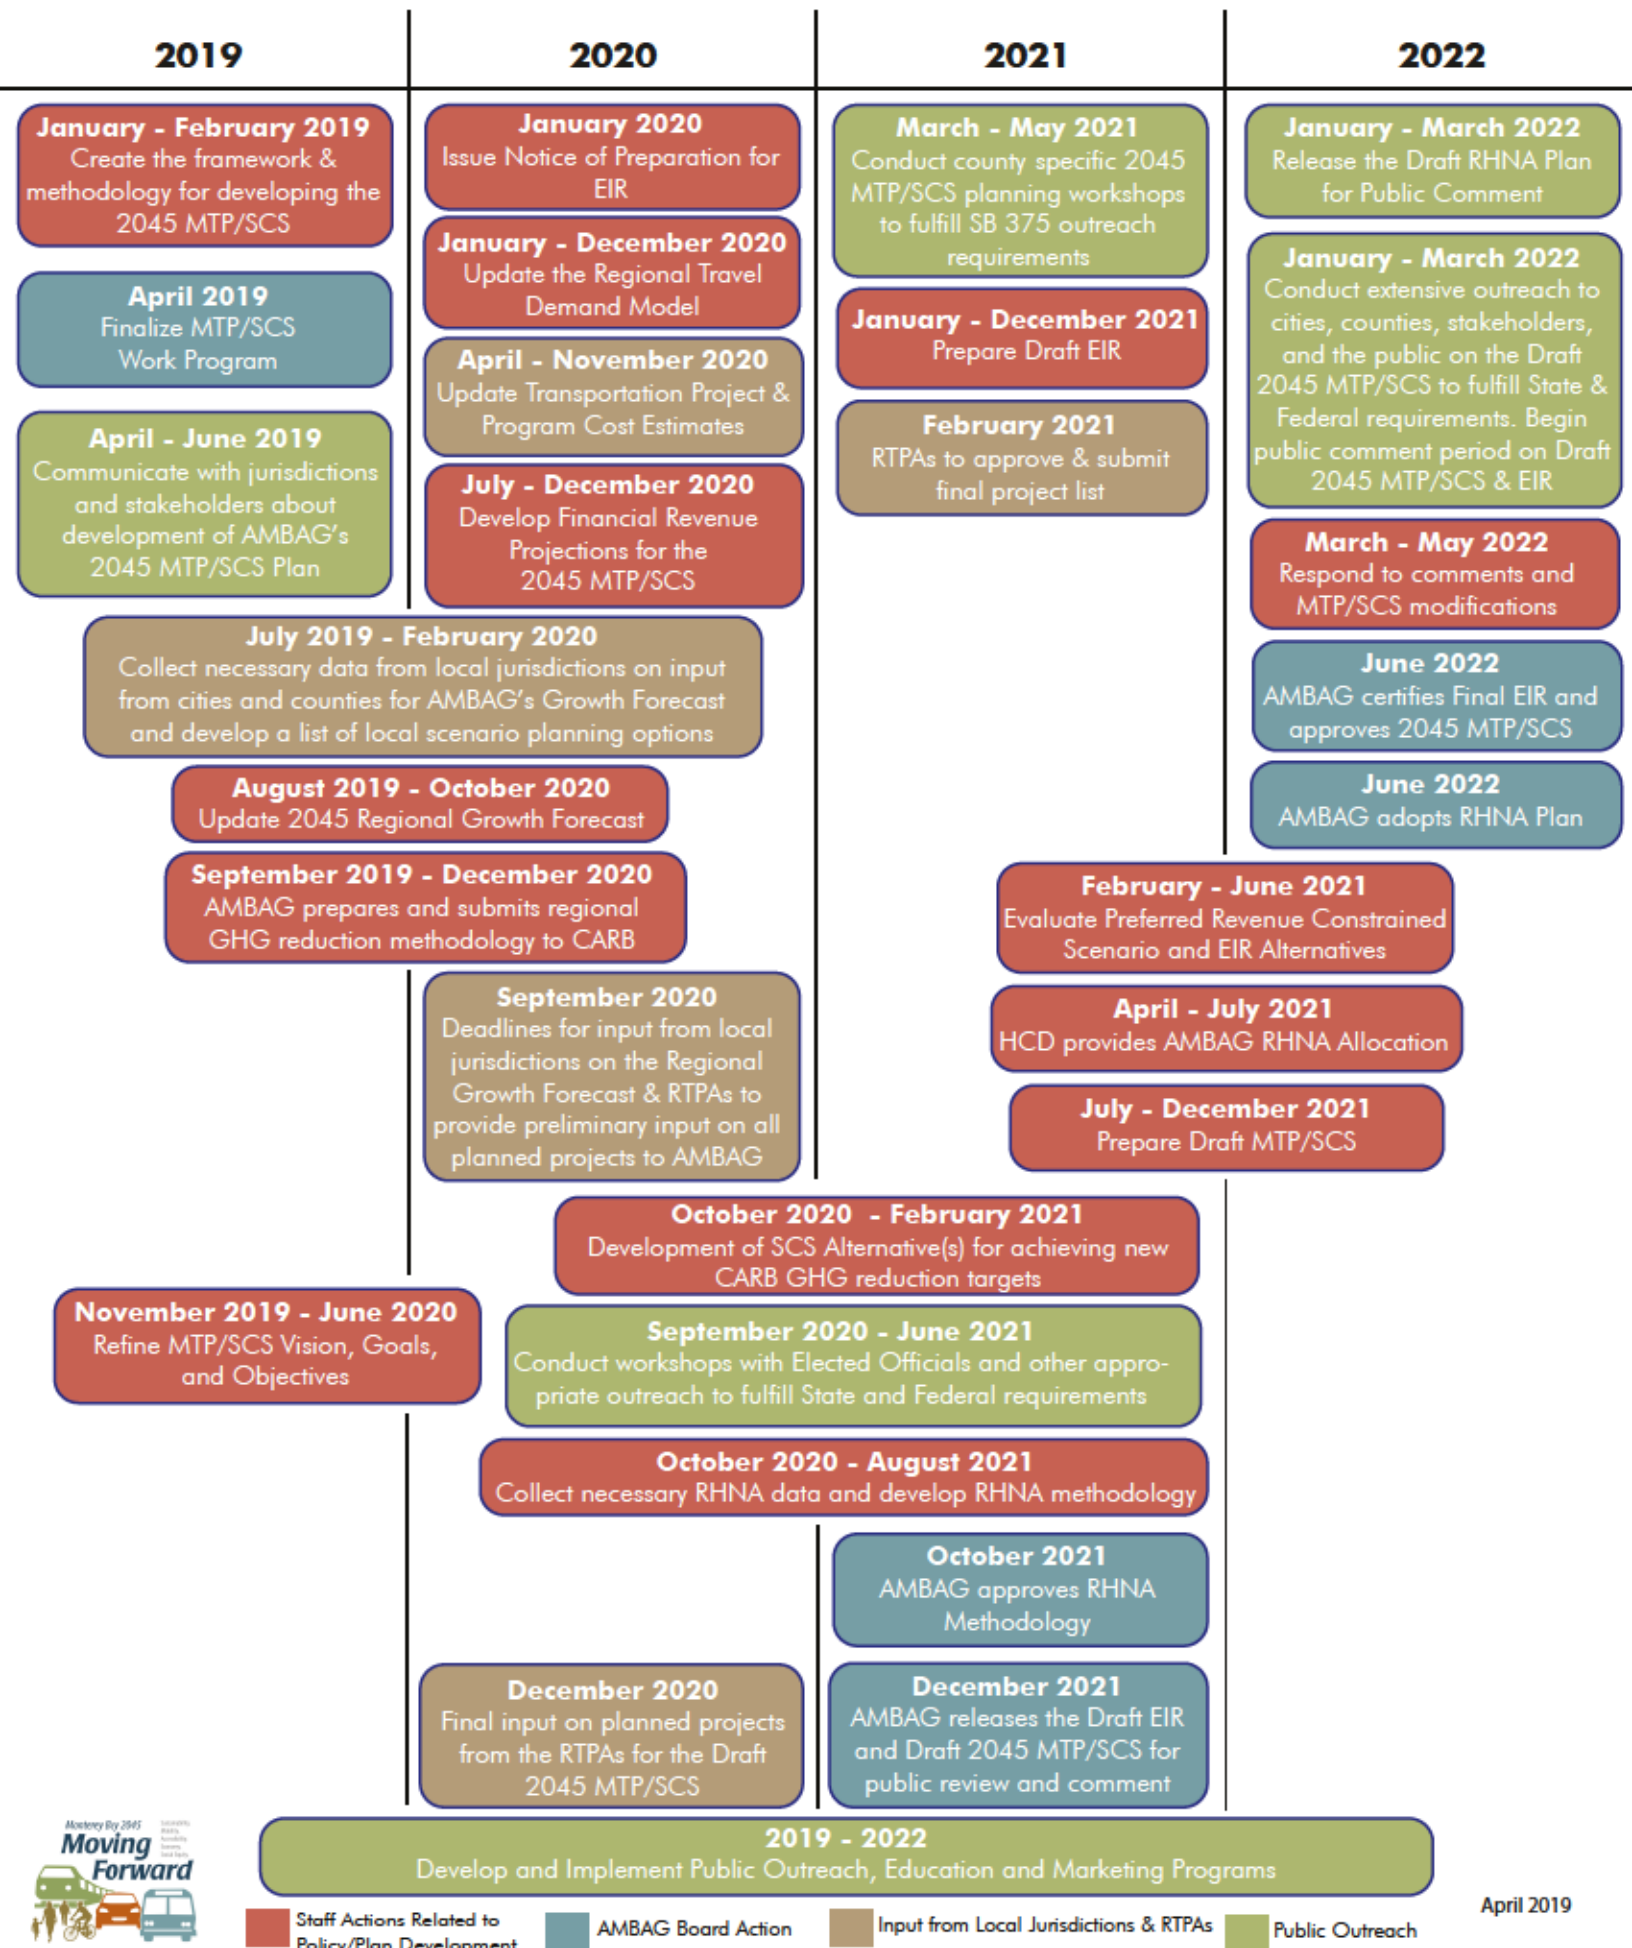 2019
2020
2021
2022
January - February 2019
Create the framework &
methodology for developing the
2045 MTP/SCS
April 2019
Finalize MTP/SCS
Work Program
April - June 2019
Communicate with jurisdictions
and stakeholders about
development of AMBAG's
2045 MTP/SCS Plan
January 2020
Issue Notice of Preparation for
EIR
January - December 2020
Update the Regional Travel
Demand Model
April - November 2020
Update Transportation Project &
Program Cost Estimates
July - December 2020
Develop Financial Revenue
Projections for the
2045 MTP/SCS
March - May 2021
Conduct county specific 2045
MTP/SCS planning workshops
to fulfill SB 375 outreach
requirements
January - December 2021
Prepare Draft EIR
February 2021
RTPAs to approve & submit
final project list
January - March 2022
Release the Draft RHNA Plan
for Public Comment
January - March 2022
Conduct extensive outreach to
cities, counties, stakeholders,
and the public on the Draft
2045 MTP/SCS to fulfill State &
Federal requirements. Begin
public comment period on Draft
2045 MTP/SCS & EIR
March - May 2022
Respond to comments and
MTP/SCS modifications
June 2022
AMBAG certifies Final EIR and
approves 2045 MTP/SCS
June 2022
AMBAG adopts RHNA Plan
July 2019 - February 2020
Collect necessary data from local jurisdictions on input
from cities and counties for AMBAG's Growth Forecast
and develop a list of local scenario planning options
August 2019 - October 2020
Update 2045 Regional Growth Forecast
September 2019 - December 2020
AMBAG prepares and submits regional
GHG reduction methodology to CARB
September 2020
Deadlines for input from local
jurisdictions on the Regional
Growth Forecast & RTPAs to
provide preliminary input on all
planned projects to AMBAG
February - June 2021
Evaluate Preferred Revenue Constrained
Scenario and EIR Alternatives
April - July 2021
HCD provides AMBAG RHNA Allocation
July - December 2021
Prepare Draft MTP/SCS
October 2020 - February 2021
Development of SCS Alternative(s) for achieving new
CARB GHG reduction targets
November 2019 - June 2020
Refine MTP/SCS Vision, Goals,
and Objectives
September 2020 - June 2021
Conduct workshops with Elected Officials and other appro-
priate outreach to fulfill State and Federal requirements
October 2020 - August 2021
Collect necessary RHNA data and develop RHNA methodology
October 2021
AMBAG approves RHNA
Methodology
December 2020
Final input on planned projects
from the RTPAs for the Draft
2045 MTP/SCS
December 2021
AMBAG releases the Draft EIR
and Draft 2045 MTP/SCS for
public review and comment
2019 - 2022
Develop and Implement Public Outreach, Education and Marketing Programs
Monterey Bay 2045
Moving
Forward
Staff Actions Related to
Policy/Plan Development
AMBAG Board Action
Input from Local Jurisdictions & RTPAs
Public Outreach
April 2019